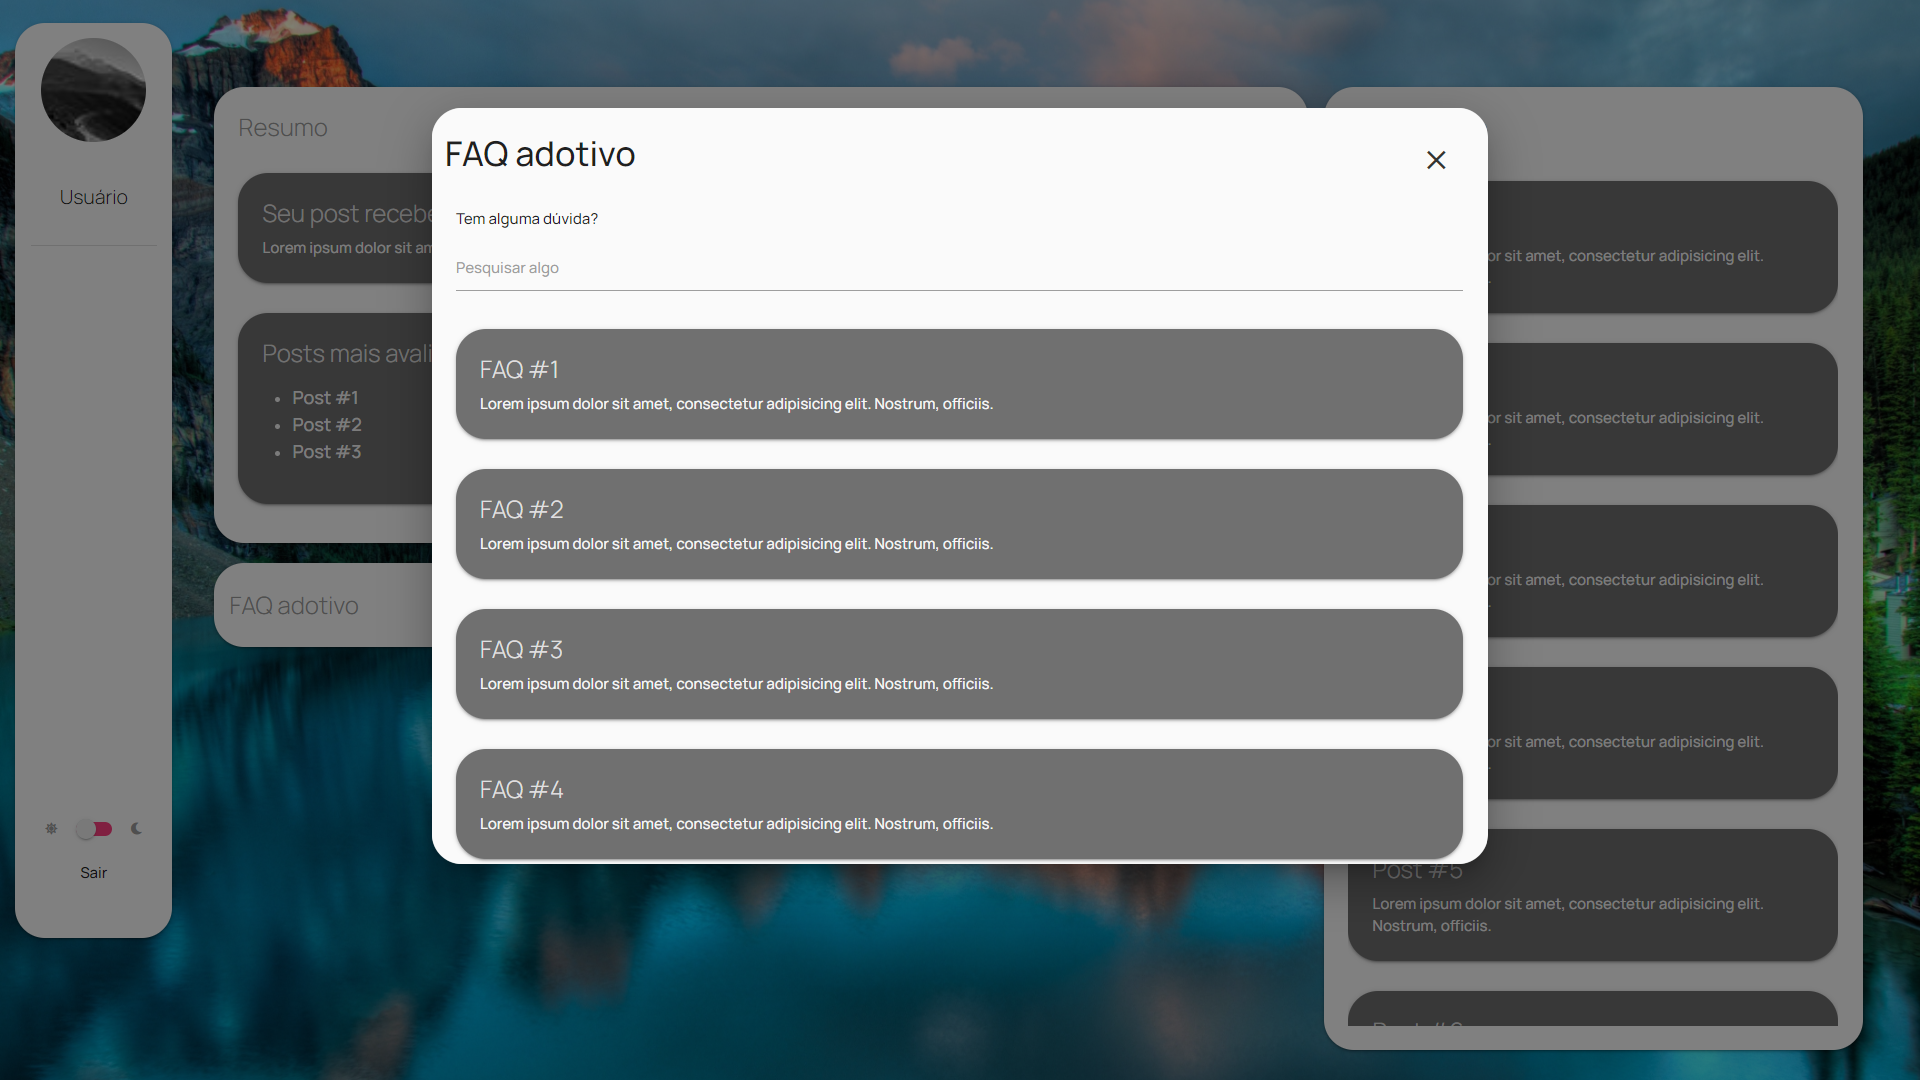 Usuário
Sair
Resumo
Seu post recebe
Lorem ipsum dolor sit am
Posts mais avali
Post #1
Post #2
Post #3
FAQ adotivo
FAQ adotivo
Tem alguma dúvida?
Pesquisar algo
FAQ #1
Lorem ipsum dolor sit amet, consectetur adipisicing elit. Nostrum, officiis.
FAQ #2
Lorem ipsum dolor sit amet, consectetur adipisicing elit. Nostrum, officiis.
FAQ #3
Lorem ipsum dolor sit amet, consectetur adipisicing elit. Nostrum, officiis.
FAQ #4
Lorem ipsum dolor sit amet, consectetur adipisicing elit. Nostrum, officiis.
or sit amet, consectetur adipisicing elit.
or sit amet, consectetur adipisicing elit.
or sit amet, consectetur adipisicing elit.
or sit amet, consectetur adipisicing elit.
Post #5
Lorem ipsum dolor sit amet, consectetur adipisicing elit.
Nostrum, officiis.